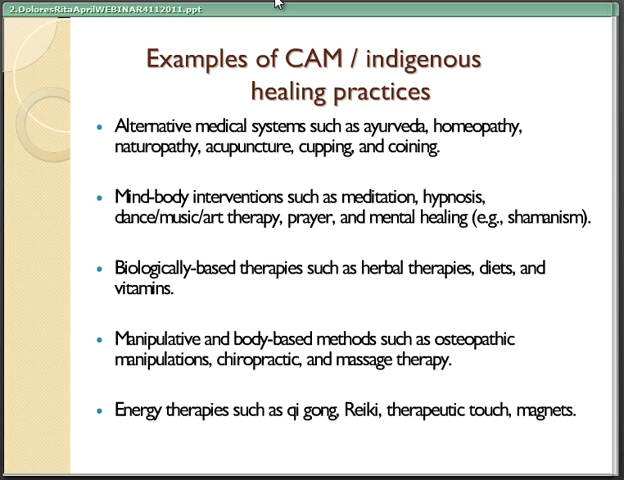 2.DoloresRitaAprilWEBINAR4112011.ppt
Examples of CAM / indigenous
healing practices
• Alternative medical systems such as ayurveda, homeopathy,
naturopathy, acupuncture, cupping, and coining.
• Mind-body interventions such as meditation, hypnosis,
dance/music/art therapy, prayer, and mental healing (e.g., shamanism).
• Biologically-based therapies such as herbal therapies, diets, and
vitamins.
• Manipulative and body-based methods such as osteopathic
manipulations, chiropractic, and massage therapy.
• Energy therapies such as qi gong, Reiki, therapeutic touch, magnets.